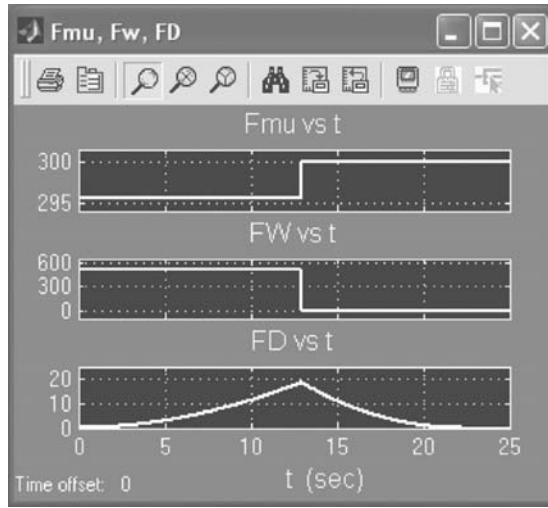 Fmu, Fw, FD
Fmu vs t
300
295
FW vs t
600
300
0
FD vs t
20
10
0
0 5 10 15 20 25
Time offset: 0
t (sec)